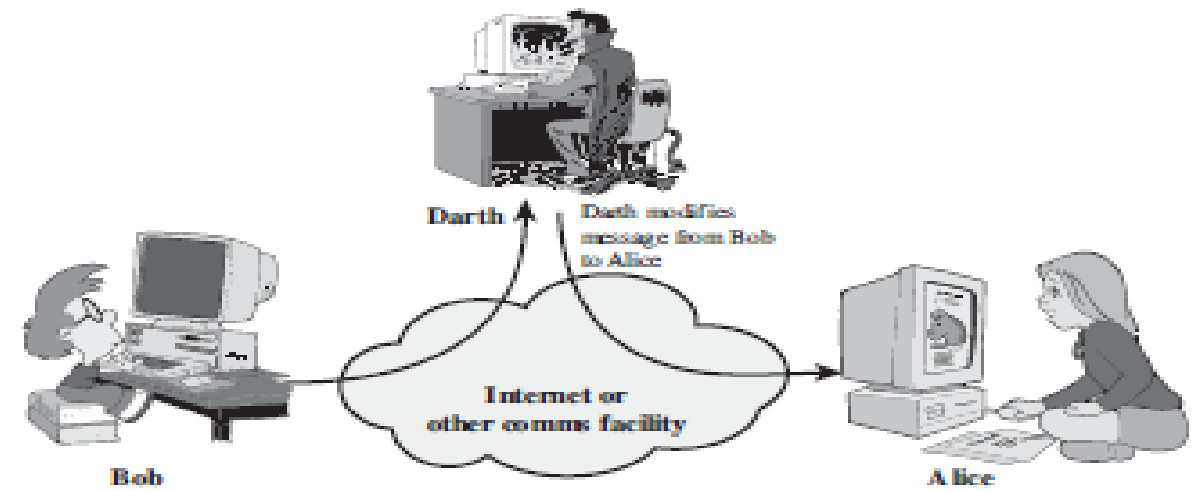 Darth
Darth modifies
message from Bob
to Alice
Internet or
other comms facility
Bob
Alice